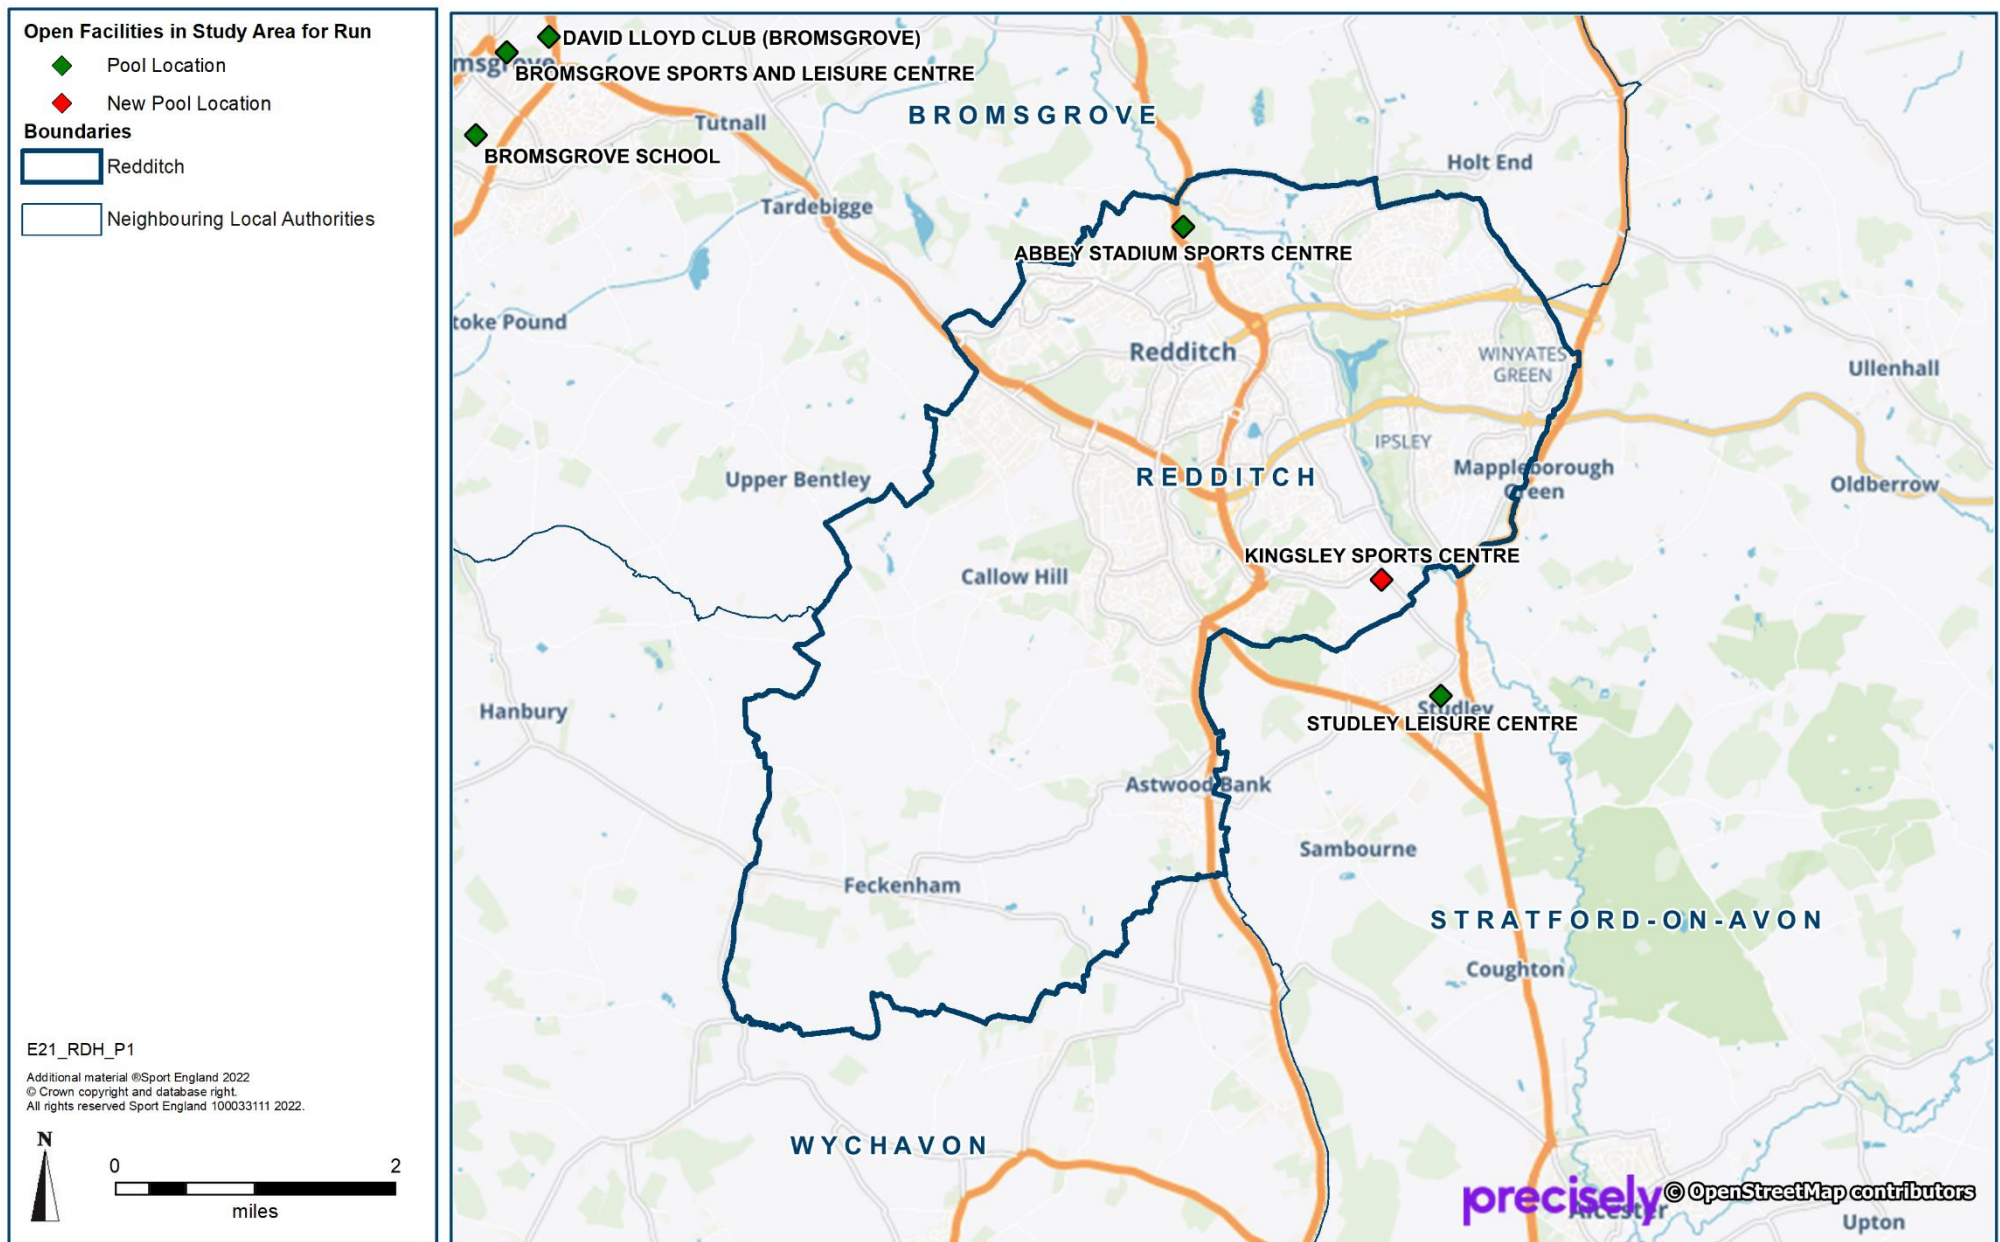 Open Facilities in Study Area for Run
Pool Location
New Pool Location
Boundaries
Redditch
Neighbouring Local Authorities
E21_RDH_P1
Additional material ®Sport England 2022
© Crown copyright and database right.
All rights reserved Sport England 100033111 2022.
N
0 2
miles
DAVID LLOYD CLUB (BROMSGROVE)
msgrove
BROMSGROVE SPORTS AND LEISURE CENTRE
BROMSGROVE
Tutnall
BROMSGROVE SCHOOL
Holt End
Tardebigge
ABBEY STADIUM SPORTS CENTRE
toke Pound
Redditch
WINYATES
GREEN
Ullenhall
IPSLEY
Upper Bentley
REDDITCH
Mappleborough
Green
Oldberrow
KINGSLEY SPORTS CENTRE
Callow Hill
Hanbury
Studley
STUDLEY LEISURE CENTRE
Astwood Bank
Sambourne
Feckenham
STRATFORD-ON-AVON
Coughton
WYCHAVON
precisely
© OpenStreetMap contributors
Alcester
Upton